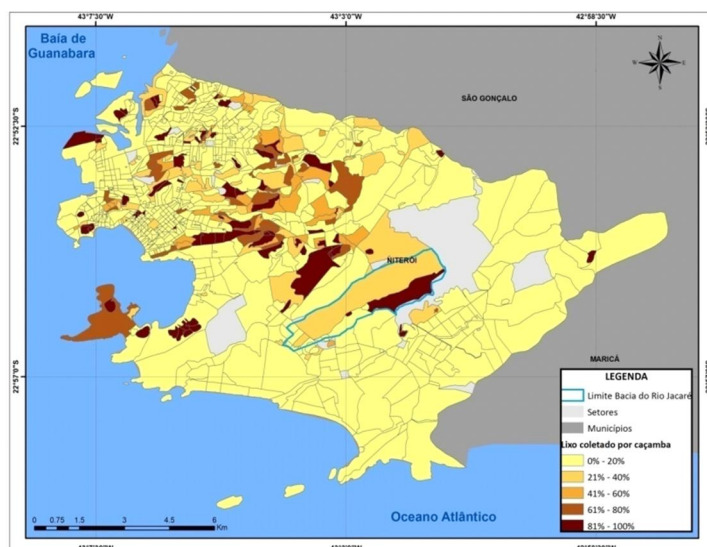 43°7'30"W
43°3'0"W
42°58'30"W
Baía de
Guanabara
N
W
E
S
SÃO GONÇALO
22°52'30"S
NITERÓI
MARICÁ
22°57'0"S
LEGENDA
Limite Bacia do Rio Jacaré
Setores
Municípios
Lixo coletado por caçamba
0% - 20%
21% - 40%
41% - 60%
61% - 80%
81% - 100%
0 0.75 1.5 3 4.5 6
Km
Oceano Atlântico